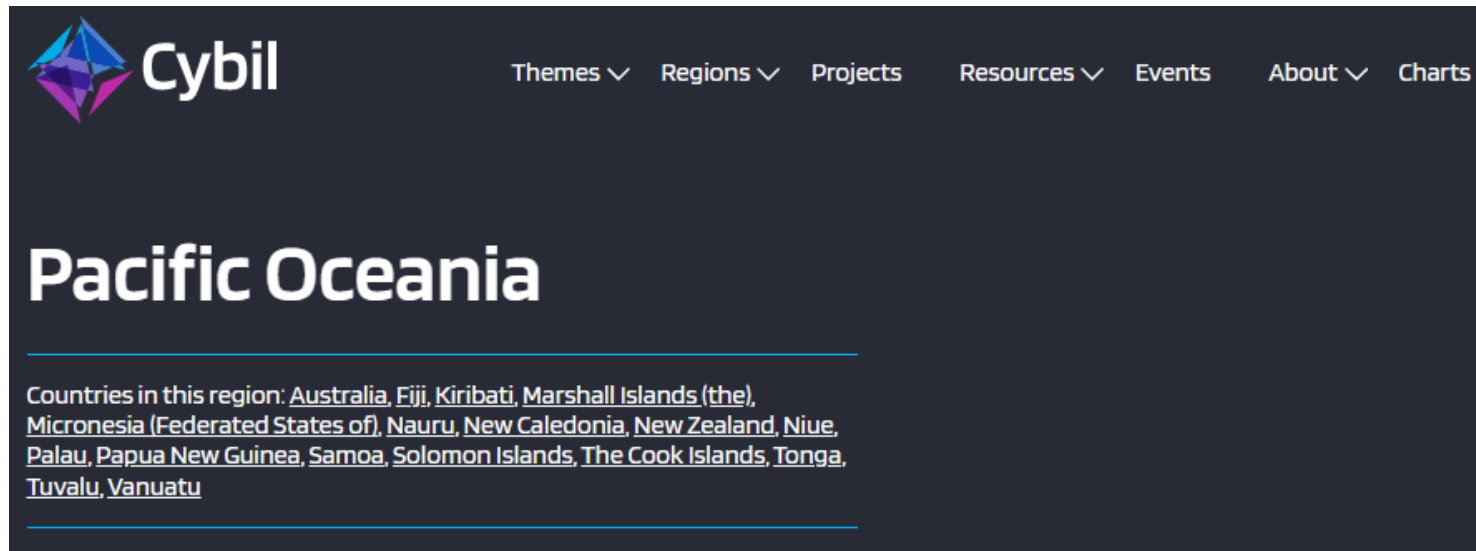 Cybil
Themes Regions Projects Resources Events About Charts
Pacific Oceania
Countries in this region: Australia, Fiji, Kiribati, Marshall Islands (the),
Micronesia (Federated States of), Nauru, New Caledonia, New Zealand, Niue,
Palau, Papua New Guinea, Samoa, Solomon Islands, The Cook Islands, Tonga,
Tuvalu, Vanuatu